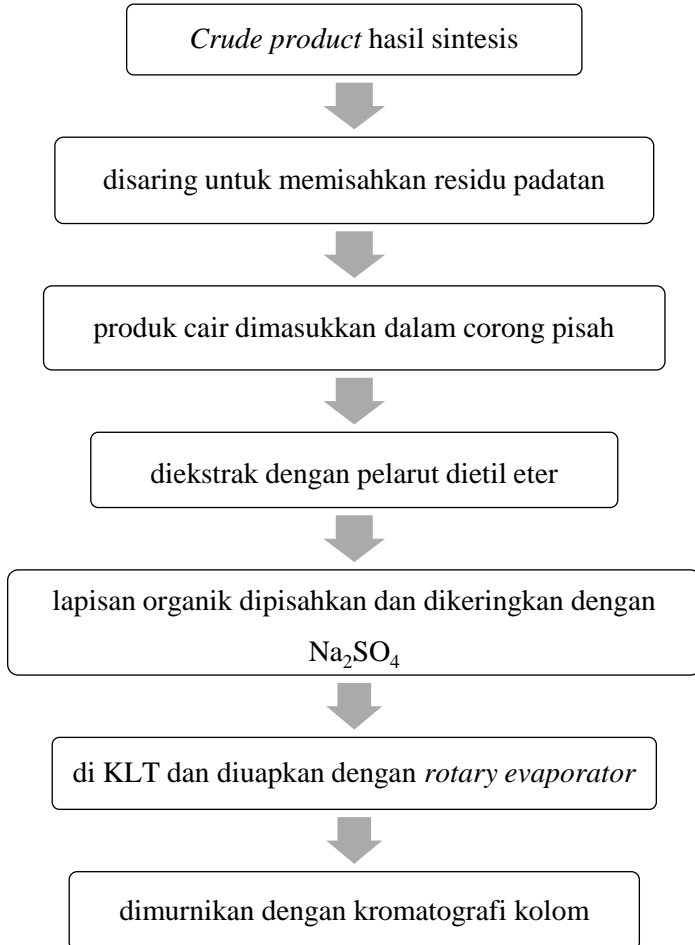 Crude product hasil sintesis
disaring untuk memisahkan residu padatan
produk cair dimasukkan dalam corong pisah
diekstrak dengan pelarut dietil eter
lapisan organik dipisahkan dan dikeringkan dengan
Na₂SO₄
di KLT dan diuapkan dengan rotary evaporator
dimurnikan dengan kromatografi kolom